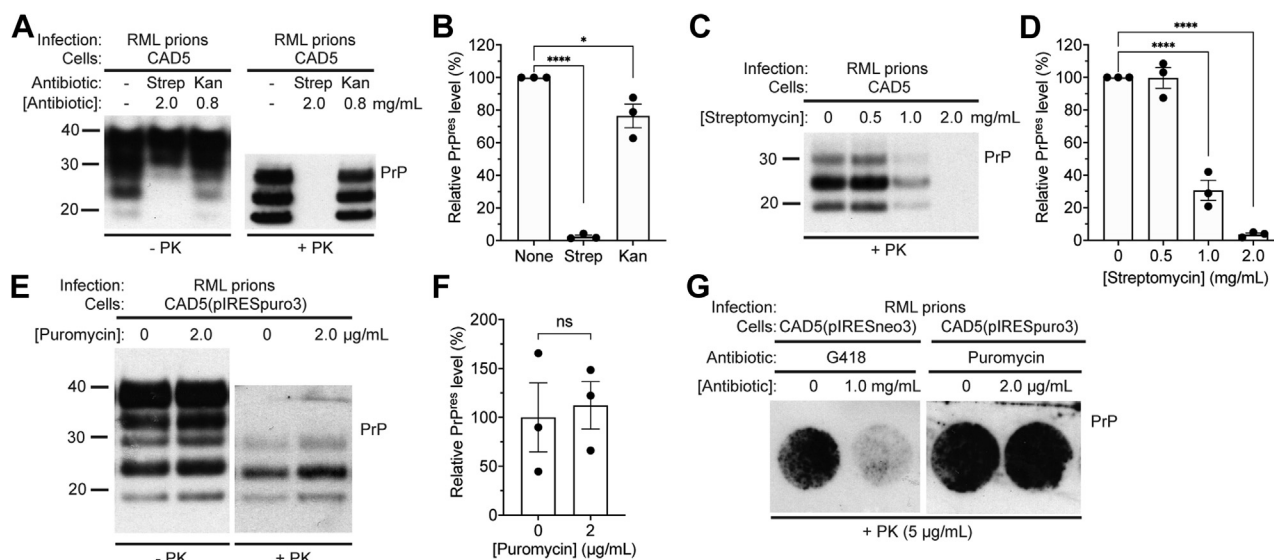 A
Infection: RML prions RML prions
Cells: CAD5 CAD5
Antibiotic: - Strep Kan - Strep Kan
[Antibiotic]: - 2.0 0.8 - 2.0 0.8 mg/mL
40
30
20
PrP
- PK + PK
B
Relative PrPres level (%)
120
100
80
60
40
20
0
* 
****
None Strep Kan
C
Infection: RML prions
Cells: CAD5
[Streptomycin]: 0 0.5 1.0 2.0 mg/mL
30
20
PrP
+ PK
D
Relative PrPres level (%)
120
100
80
60
40
20
0
****
****
0 0.5 1.0 2.0
[Streptomycin] (mg/mL)
E
Infection: RML prions
Cells: CAD5(pIRESpuro3)
[Puromycin]: 0 2.0 0 2.0 µg/mL
40
30
20
PrP
- PK + PK
F
Relative PrPres level (%)
200
150
100
50
0
ns
0 2
[Puromycin] (µg/mL)
G
Infection: RML prions
Cells: CAD5(pIRESneo3) CAD5(pIRESpuro3)
Antibiotic: G418 Puromycin
[Antibiotic]: 0 1.0 mg/mL 0 2.0 µg/mL
PrP
+ PK (5 µg/mL)